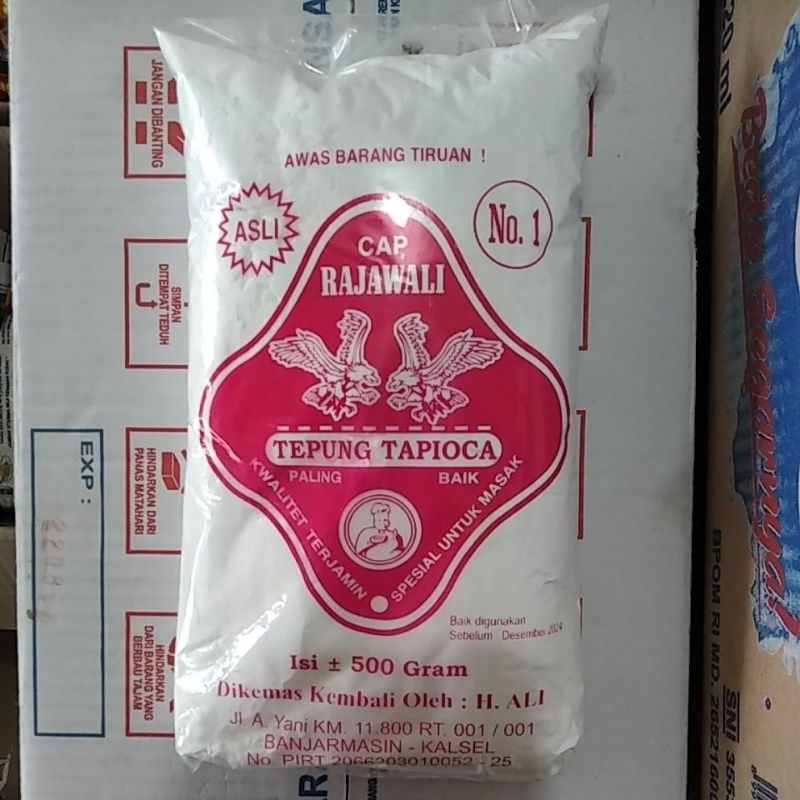 AWAS BARANG TIRUAN !
ASLI
No. 1
CAP
RAJAWALI
TEPUNG TAPIOCA
PALING BAIK
KWALITET TERJAMIN
SPESIAL UNTUK MASAK
Baik digunakan
Sebelum Desember 2024
Isi ± 500 Gram
Dikemas Kembali Oleh : H. ALI
Jl A. Yani KM. 11.800 RT. 001 / 001
BANJARMASIN - KALSEL
No. PIRT 2066203010052 - 25
JANGAN DIBANTING
SIMPAN
DITEMPAT TEDUH
HINDARKAN DARI
PANAS MATAHARI
HINDARKAN
DARI BARANG YANG
BERBAU TAJAM
EXP :
BPOM RI MD.
SNI